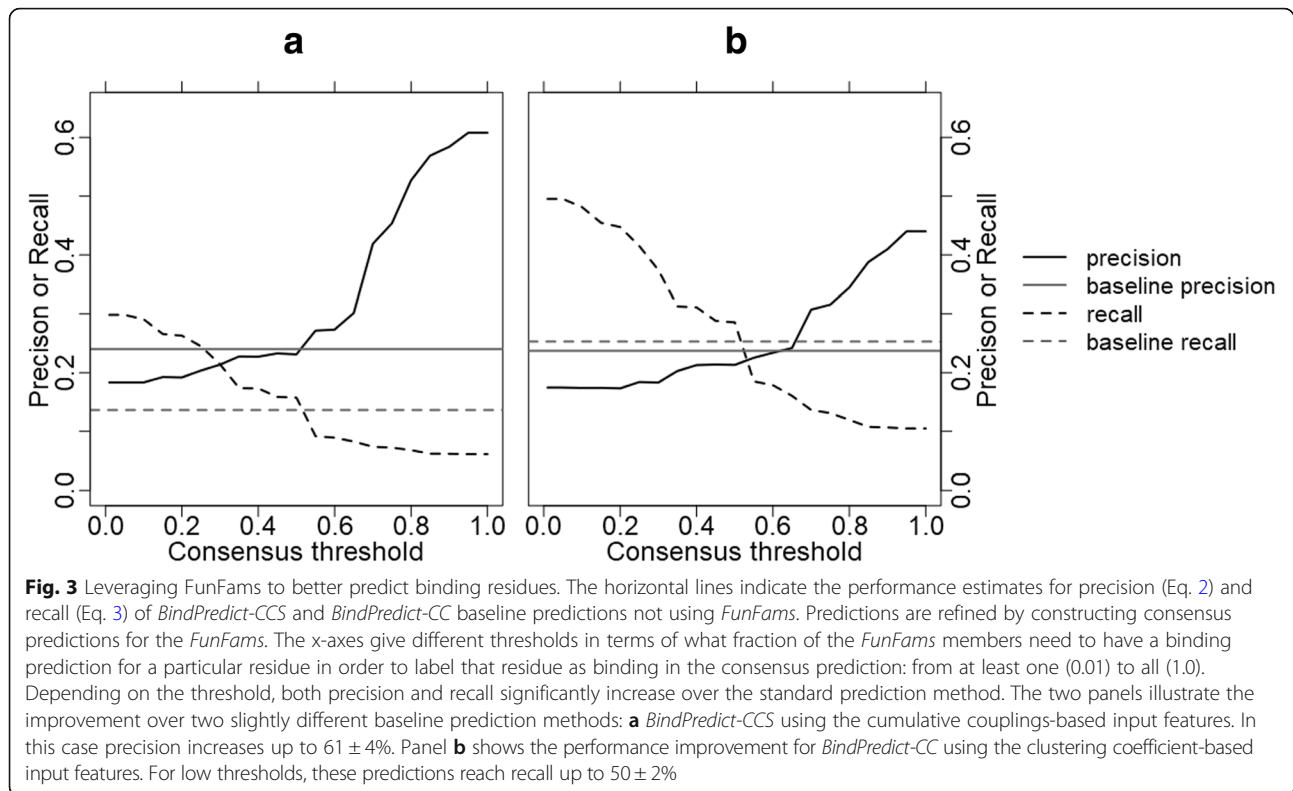 a
b
Precison or Recall
0.0 0.2 0.4 0.6
0.0 0.2 0.4 0.6 0.8 1.0
Consensus threshold
0.0 0.2 0.4 0.6 0.8 1.0
Consensus threshold
0.0 0.2 0.4 0.6
Precision or Recall
precision
baseline precision
recall
baseline recall
Fig. 3 Leveraging FunFams to better predict binding residues. The horizontal lines indicate the performance estimates for precision (Eq. 2) and
recall (Eq. 3) of BindPredict-CCS and BindPredict-CC baseline predictions not using FunFams. Predictions are refined by constructing consensus
predictions for the FunFams. The x-axes give different thresholds in terms of what fraction of the FunFams members need to have a binding
prediction for a particular residue in order to label that residue as binding in the consensus prediction: from at least one (0.01) to all (1.0).
Depending on the threshold, both precision and recall significantly increase over the standard prediction method. The two panels illustrate the
improvement over two slightly different baseline prediction methods: a BindPredict-CCS using the cumulative couplings-based input features. In
this case precision increases up to 61 ± 4%. Panel b shows the performance improvement for BindPredict-CC using the clustering coefficient-based
input features. For low thresholds, these predictions reach recall up to 50 ± 2%